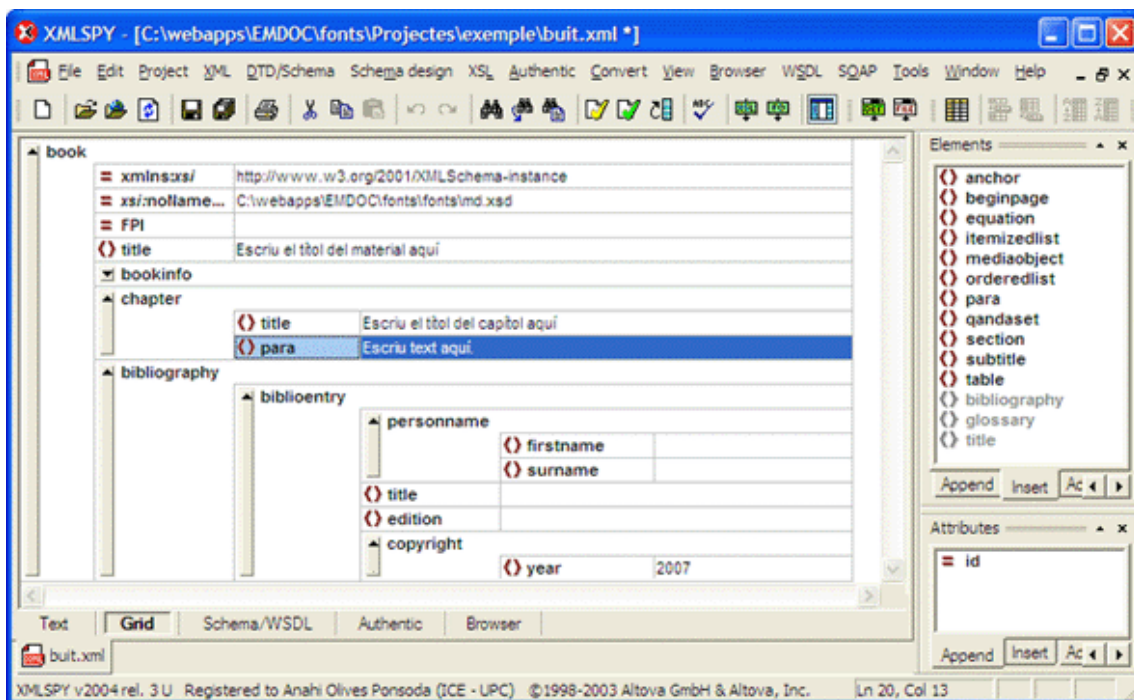 XMLSPY - [C:\webapps\EMDOC\fonts\Projectes\exemple\buit.xml *]
File Edit Project XML DTD/Schema Schema design XSL Authentic Convert View Browser WSDL SOAP Tools Window Help
book
xmlns:xsi http://www.w3.org/2001/XMLSchema-instance
xsi:noName... C:\webapps\EMDOC\fonts\fonts\md.xsd
FPI
title Escriu el títol del material aquí
bookinfo
chapter
title Escriu el títol del capítol aquí
para Escriu text aquí.
bibliography
biblioentry
personname
firstname
surname
title
edition
copyright
year 2007
Text Grid Schema/WSDL Authentic Browser
buit.xml
Elements
anchor
beginpage
equation
itemizedlist
mediaobject
orderedlist
para
qandaset
section
subtitle
table
bibliography
glossary
title
Append Insert Ac
Attributes
id
Append Insert Ac
XMLSPY v2004 rel. 3 U Registered to Anahi Olives Ponsoda (ICE - UPC) ©1998-2003 Altova GmbH & Altova, Inc. Ln 20, Col 13